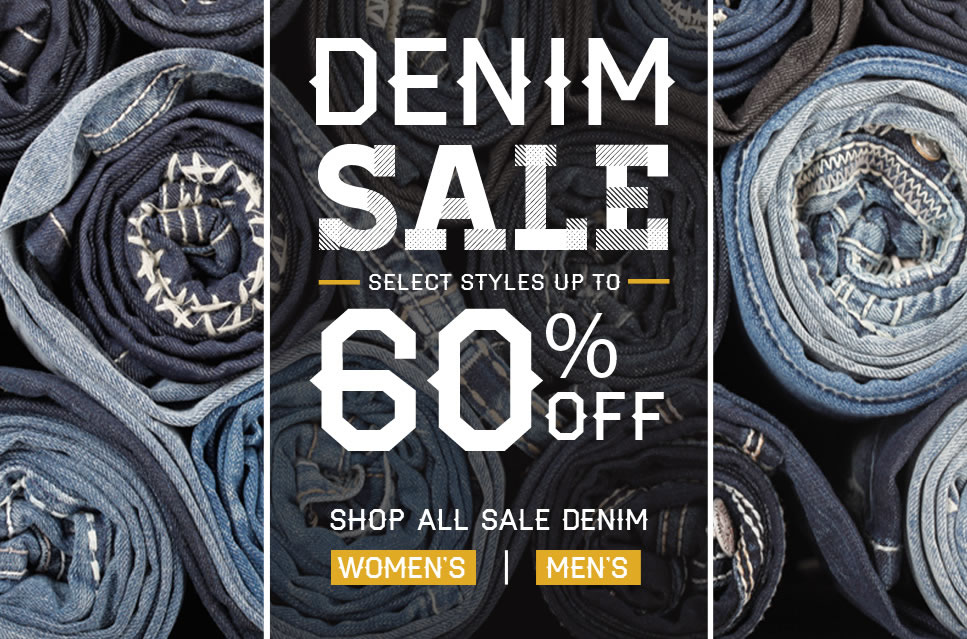 DENIM
SALE
SELECT STYLES UP TO
60% OFF
SHOP ALL SALE DENIM
WOMEN'S | MEN'S